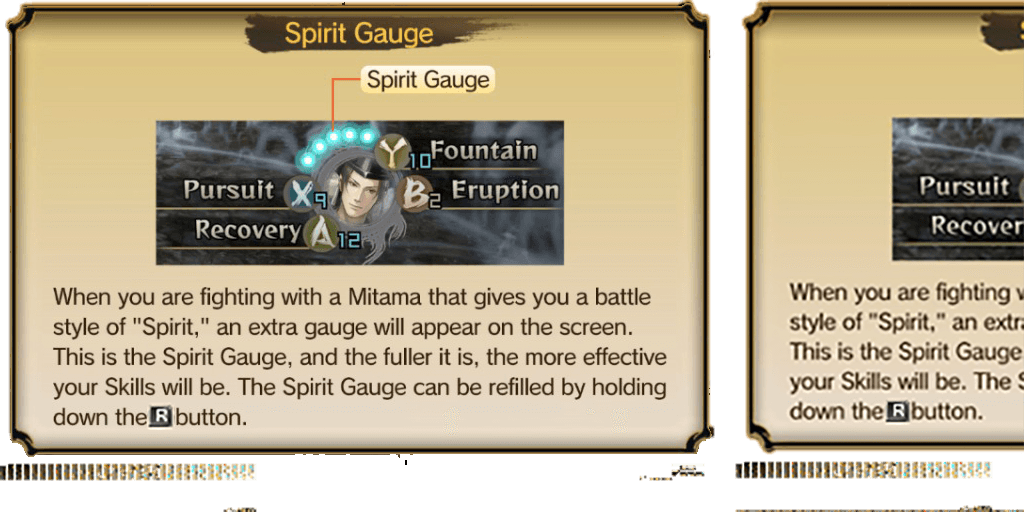 Spirit Gauge
Spirit Gauge
Y 10 Fountain
Pursuit X 9
B 2 Eruption
Recovery A 12
When you are fighting with a Mitama that gives you a battle
style of "Spirit," an extra gauge will appear on the screen.
This is the Spirit Gauge, and the fuller it is, the more effective
your Skills will be. The Spirit Gauge can be refilled by holding
down the R button.
Pursuit
Recover
When you are fighting
style of "Spirit," an extra
This is the Spirit Gauge
your Skills will be. The
down the R button.